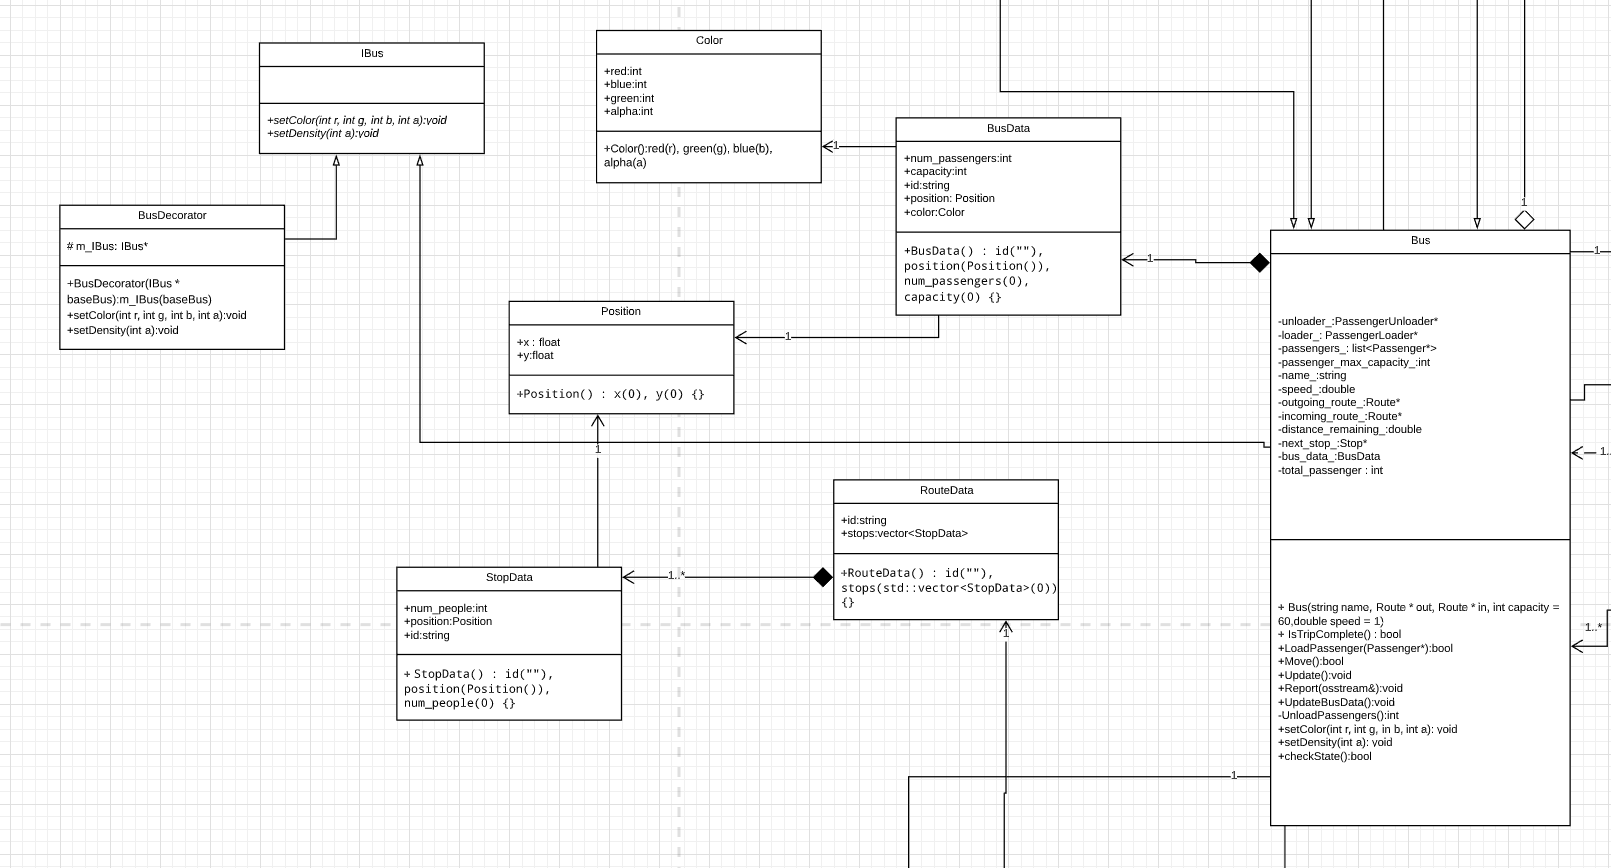 IBus
+setColor(int r, int g, int b, int a):void
+setDensity(int a):void
Color
+red:int
+blue:int
+green:int
+alpha:int
+Color():red(r), green(g), blue(b),
alpha(a)
1
BusData
+num_passengers:int
+capacity:int
+id:string
+position: Position
+color:Color
+BusData() : id(""),
position(Position()),
num_passengers(0),
capacity(0) {}
BusDecorator
# m_IBus: IBus*
+BusDecorator(IBus *
baseBus):m_IBus(baseBus)
+setColor(int r, int g, int b, int a):void
+setDensity(int a):void
Position
+x : float
+y:float
+Position() : x(0), y(0) {}
1
1
1
1
1
Bus
-unloader_:PassengerUnloader*
-loader_: PassengerLoader*
-passengers_: list<Passenger*>
-passenger_max_capacity_:int
-name_:string
-speed_:double
-outgoing_route_:Route*
-incoming_route_:Route*
-distance_remaining_:double
-next_stop_:Stop*
-bus_data_:BusData
-total_passenger : int
+ Bus(string name, Route * out, Route * in, int capacity =
60,double speed = 1)
+ IsTripComplete() : bool
+LoadPassenger(Passenger*):bool
+Move():bool
+Update():void
+Report(osstream&):void
+UpdateBusData():void
-UnloadPassengers():int
+setColor(int r, int g, in b, int a): void
+setDensity(int a): void
+checkState():bool
1..
1..*
RouteData
+id:string
+stops:vector<StopData>
+RouteData() : id(""),
stops(std::vector<StopData>(0))
{}
1..*
StopData
+num_people:int
+position:Position
+id:string
+ StopData() : id(""),
position(Position()),
num_people(0) {}
1
1